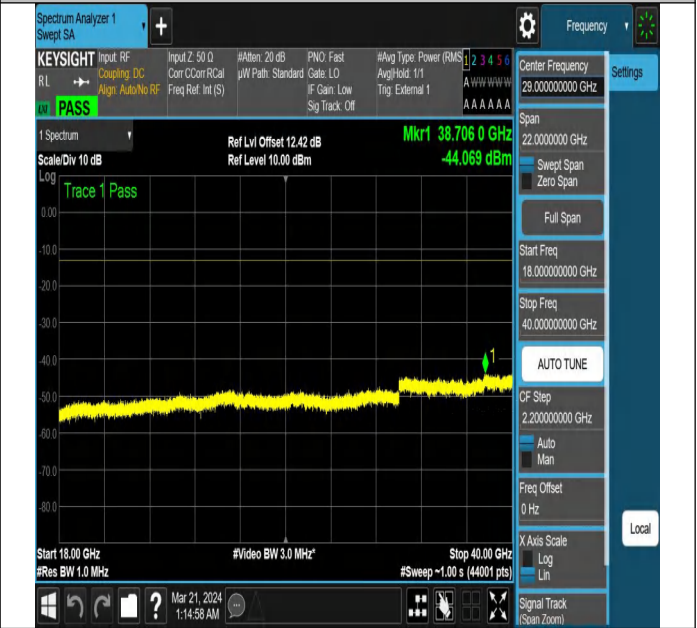 Spectrum Analyzer 1
Swept SA
+
Frequency
KEYSIGHT
RL
PASS
Input: RF
Coupling: DC
Align: Auto/No RF
Input Z: 50 Ω
Corr CCorr RCal
Freq Ref: Int (S)
#Atten: 20 dB
µW Path: Standard
PNO: Fast
Gate: LO
IF Gain: Low
Sig Track: Off
#Avg Type: Power (RMS
Avg|Hold: 1/1
Trig: External 1
1 2 3 4 5 6
A W W W W W
A A A A A A
1 Spectrum
Scale/Div 10 dB
Ref Lvl Offset 12.42 dB
Ref Level 10.00 dBm
Mkr1 38.706 0 GHz
-44.069 dBm
Log
Trace 1 Pass
0.00
-10.0
-20.0
-30.0
-40.0
-50.0
-60.0
-70.0
-80.0
1
Start 18.00 GHz
#Res BW 1.0 MHz
#Video BW 3.0 MHz*
Stop 40.00 GHz
#Sweep ~1.00 s (44001 pts)
Mar 21, 2024
1:14:58 AM
?
Center Frequency
29.000000000 GHz
Span
22.0000000 GHz
Swept Span
Zero Span
Full Span
Start Freq
18.000000000 GHz
Stop Freq
40.000000000 GHz
AUTO TUNE
CF Step
2.200000000 GHz
Auto
Man
Freq Offset
0 Hz
X Axis Scale
Log
Lin
Signal Track
(Span Zoom)
Settings
Local